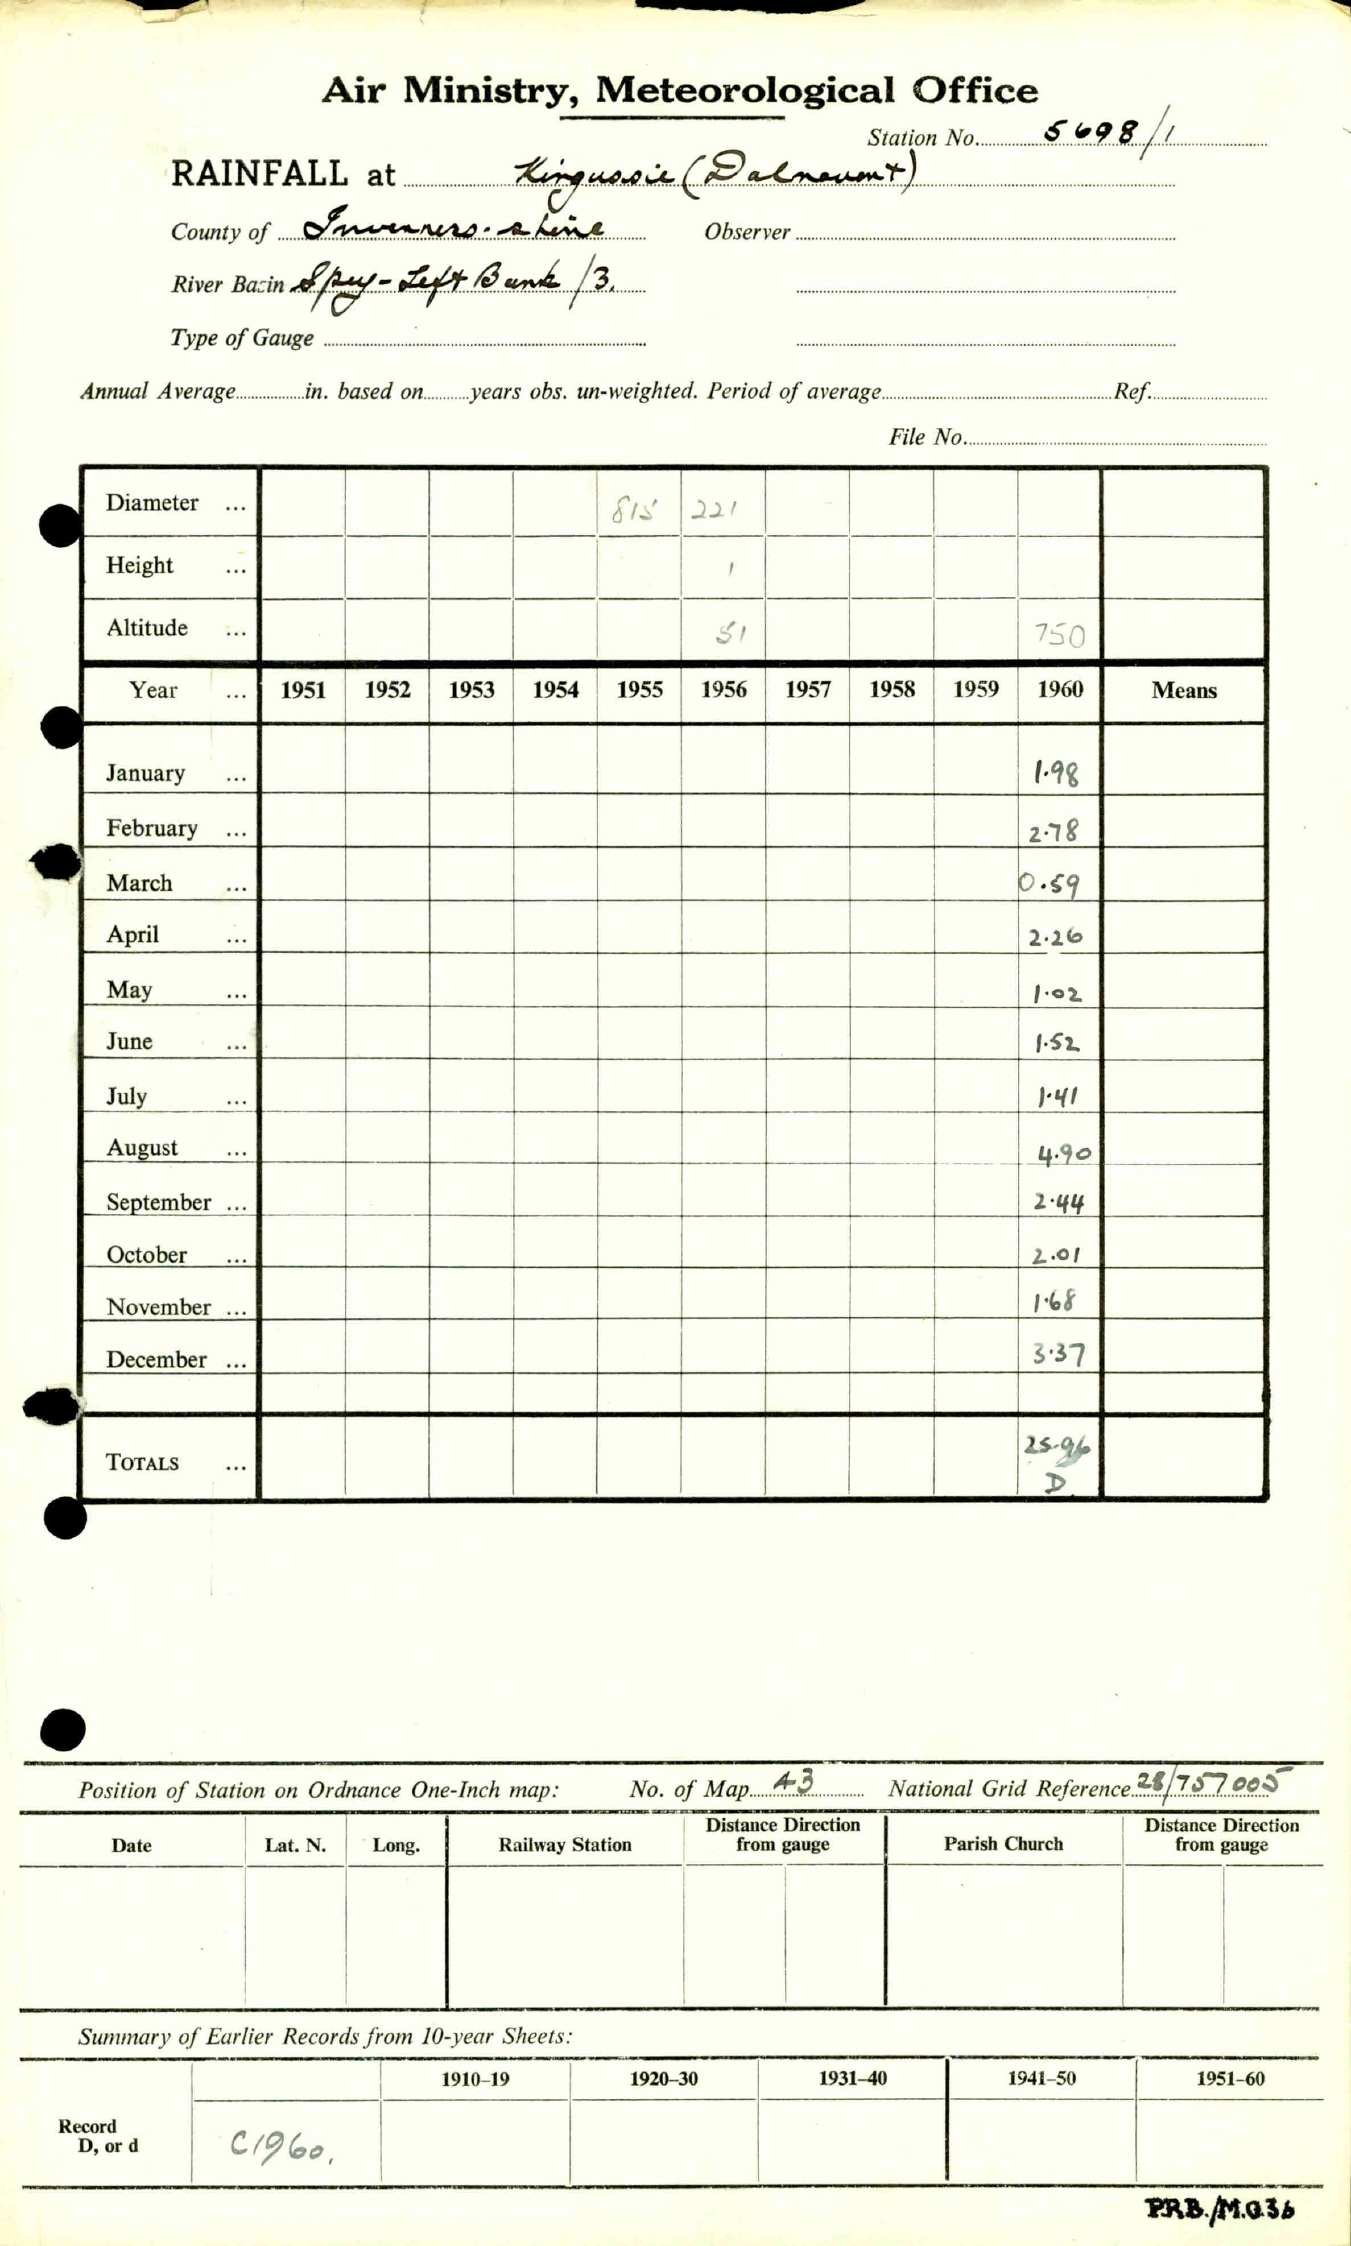 Air Ministry, Meteorological Office
Station No. 5698/1
RAINFALL at Kingussie (Dalnavert)
County of Inverness-shire Observer
River Basin Spey - Left Bank /3.
Type of Gauge
Annual Average in. based on years obs. un-weighted. Period of average Ref.
File No.
Diameter ... 815 221
Height ... 1
Altitude ... 51 750
Year ... 1951 1952 1953 1954 1955 1956 1957 1958 1959 1960 Means
January ... 1.98
February ... 2.78
March ... 0.59
April ... 2.26
May ... 1.02
June ... 1.52
July ... 1.41
August ... 4.90
September ... 2.44
October ... 2.01
November ... 1.68
December ... 3.37
TOTALS ... 25.96
D
Position of Station on Ordnance One-Inch map: No. of Map 43 National Grid Reference 28/757005
Date Lat. N. Long. Railway Station Distance Direction from gauge Parish Church Distance Direction from gauge
Summary of Earlier Records from 10-year Sheets:
1910–19 1920–30 1931–40 1941–50 1951–60
Record
D, or d C1960.
P.R.B./M.O.36